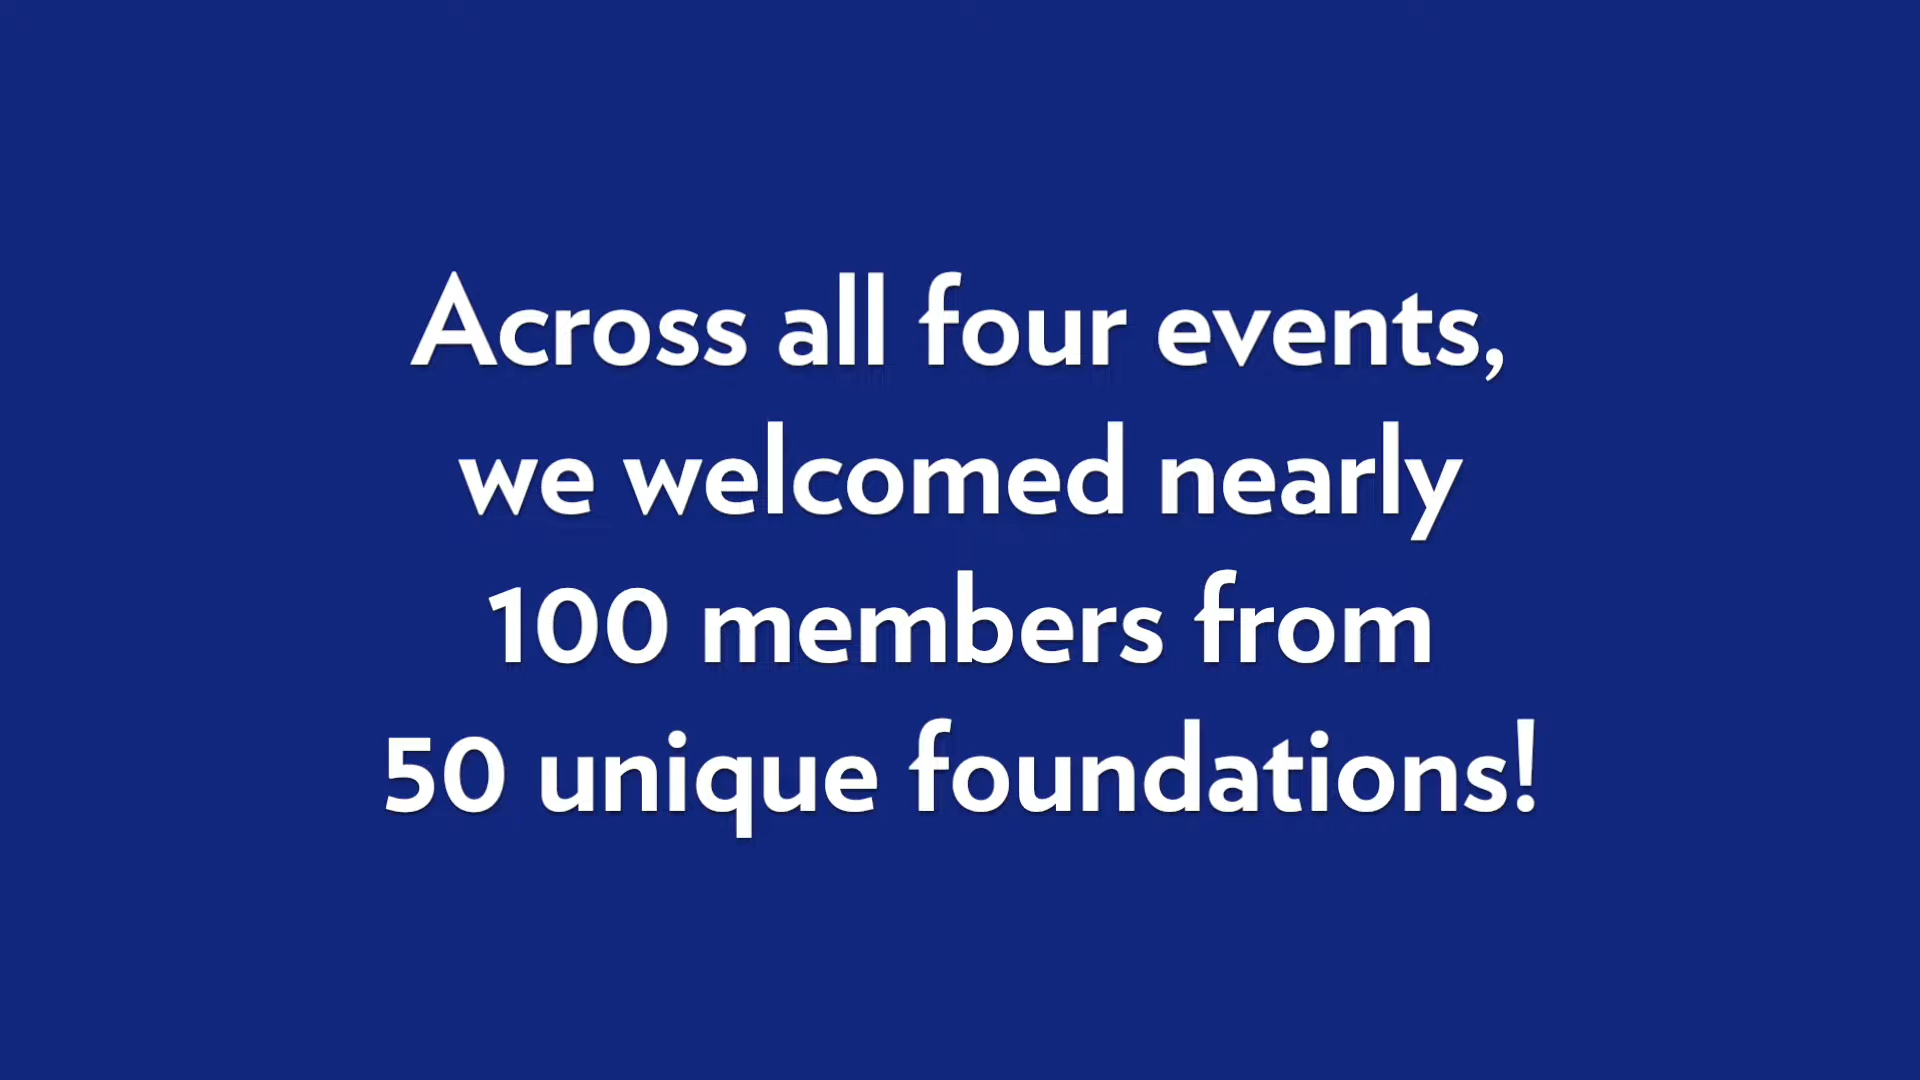 Across all four events,
we welcomed nearly
100 members from
50 unique foundations!